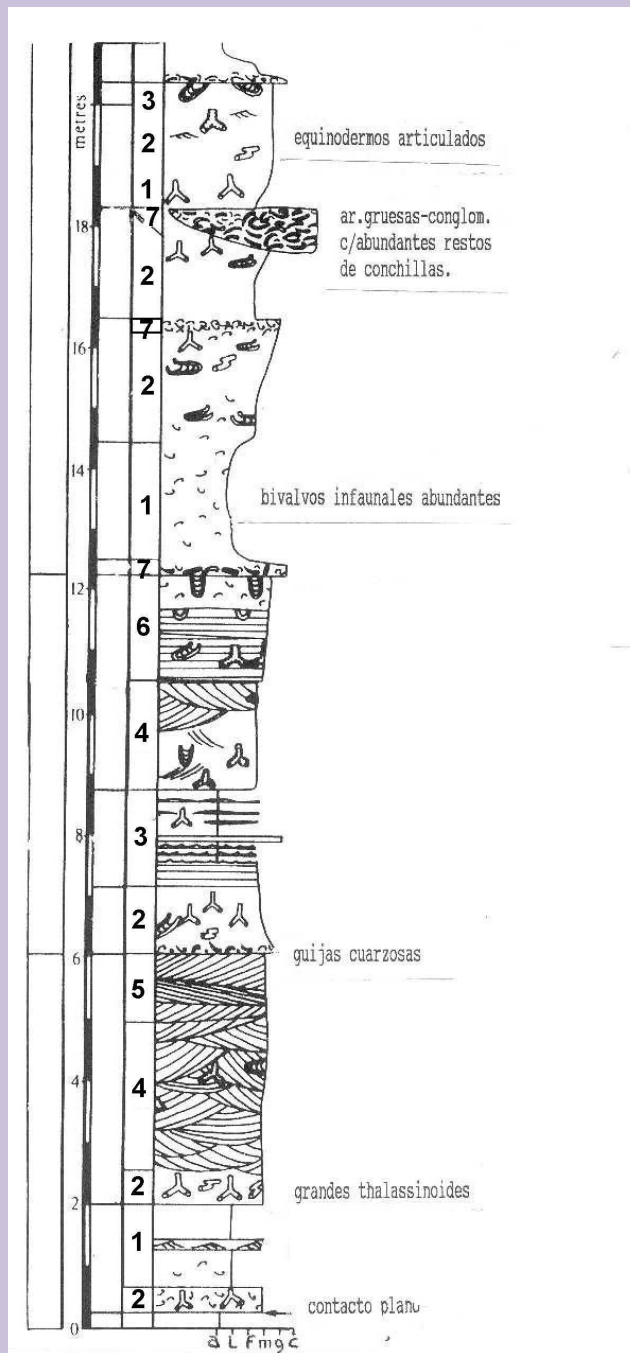 metres
3
2
equinodermos articulados
1
7
ar.gruesas-conglom.
c/abundantes restos
de conchillas.
18
2
7
16
2
14
1
bivalvos infaunales abundantes
7
12
6
10
4
8
3
2
guijas cuarzosas
6
5
4
4
2
grandes thalassinoides
2
1
2
contacto plano
0
a L F m g c